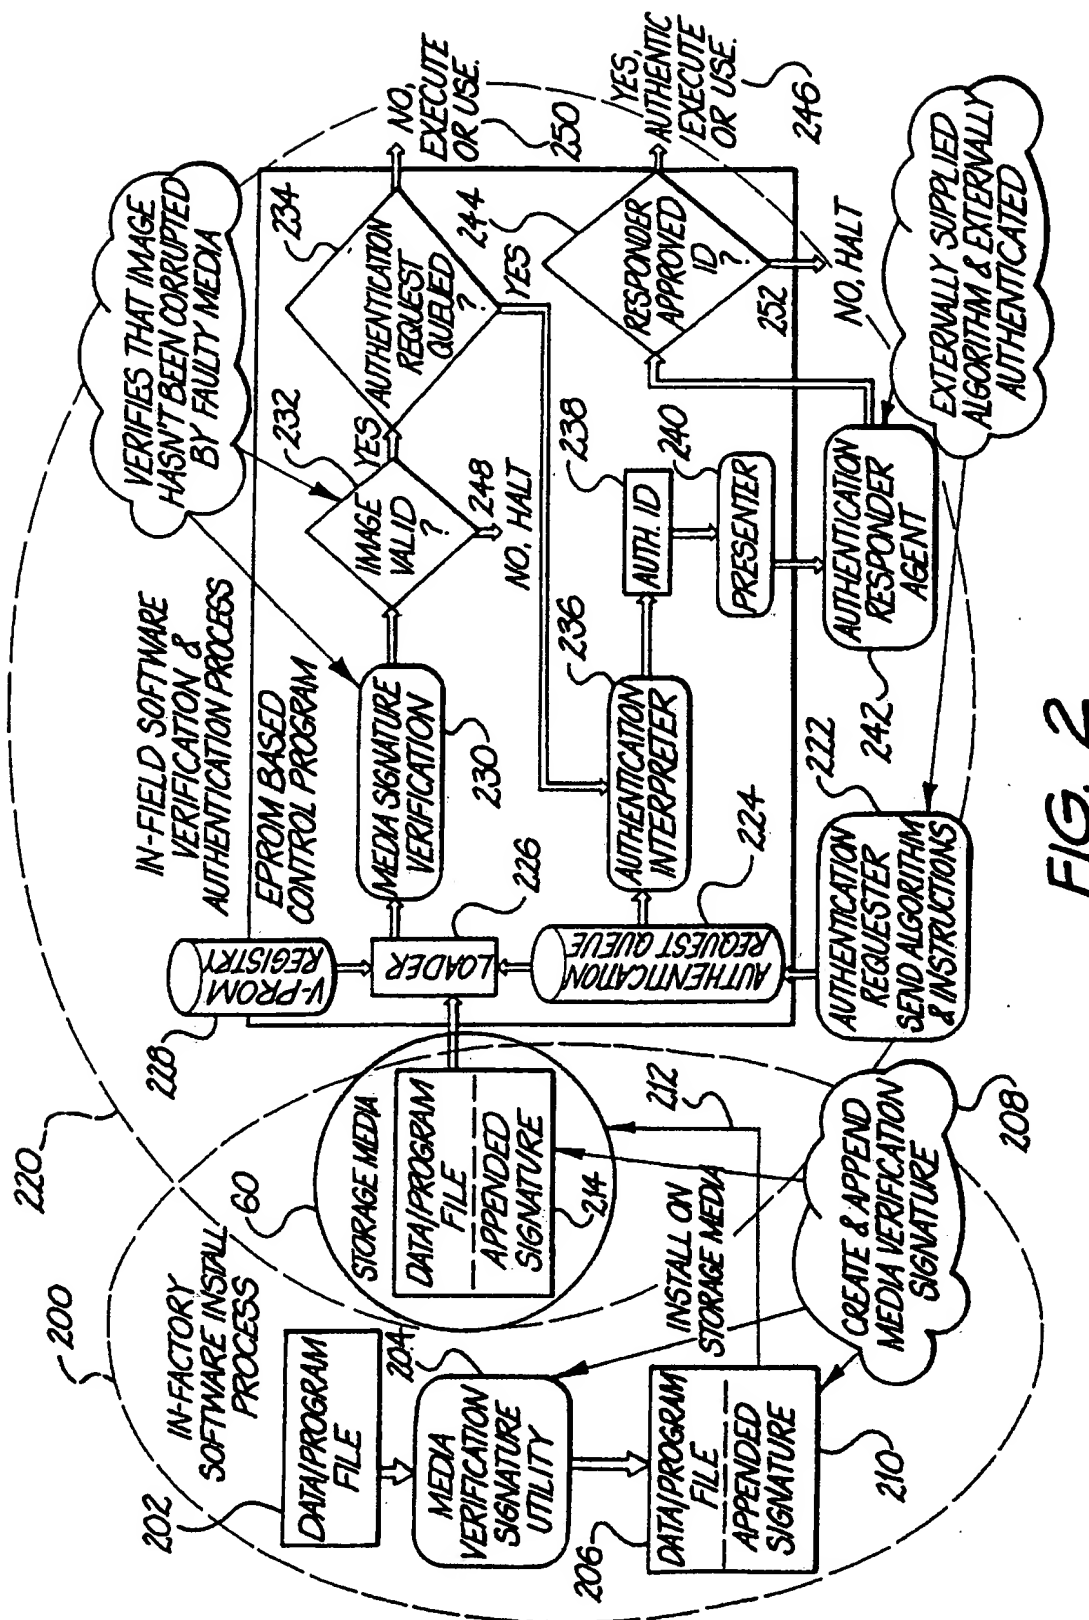 200
IN-FACTORY
SOFTWARE INSTALL
PROCESS
202
DATA/PROGRAM
FILE
204
MEDIA
VERIFICATION
SIGNATURE
UTILITY
206
DATA/PROGRAM
FILE
APPENDED
SIGNATURE
210
INSTALL ON
STORAGE MEDIA
212
CREATE & APPEND
MEDIA VERIFICATION
SIGNATURE
208
60
STORAGE MEDIA
DATA/PROGRAM
FILE
APPENDED
SIGNATURE
214
220
IN-FIELD SOFTWARE
VERIFICATION &
AUTHENTICATION PROCESS
EPROM BASED
CONTROL PROGRAM
228
V-PROM
REGISTRY
LOADER
226
AUTHENTICATION
REQUEST QUEUE
224
AUTHENTICATION
REQUESTER
SEND ALGORITHM
& INSTRUCTIONS
222
MEDIA SIGNATURE
VERIFICATION
230
VERIFIES THAT IMAGE
HASN'T BEEN CORRUPTED
BY FAULTY MEDIA
232
IMAGE
VALID
?
YES
248
NO, HALT
234
AUTHENTICATION
REQUEST
QUEUED
?
YES
NO,
EXECUTE
OR USE.
250
236
AUTHENTICATION
INTERPRETER
238
AUTH. ID
240
PRESENTER
242
AUTHENTICATION
RESPONDER
AGENT
244
RESPONDER
APPROVED
ID
?
YES,
AUTHENTIC
(EXECUTE
OR USE.
246
252
NO, HALT
EXTERNALLY SUPPLIED
ALGORITHM & EXTERNALLY
AUTHENTICATED
FIG. 2